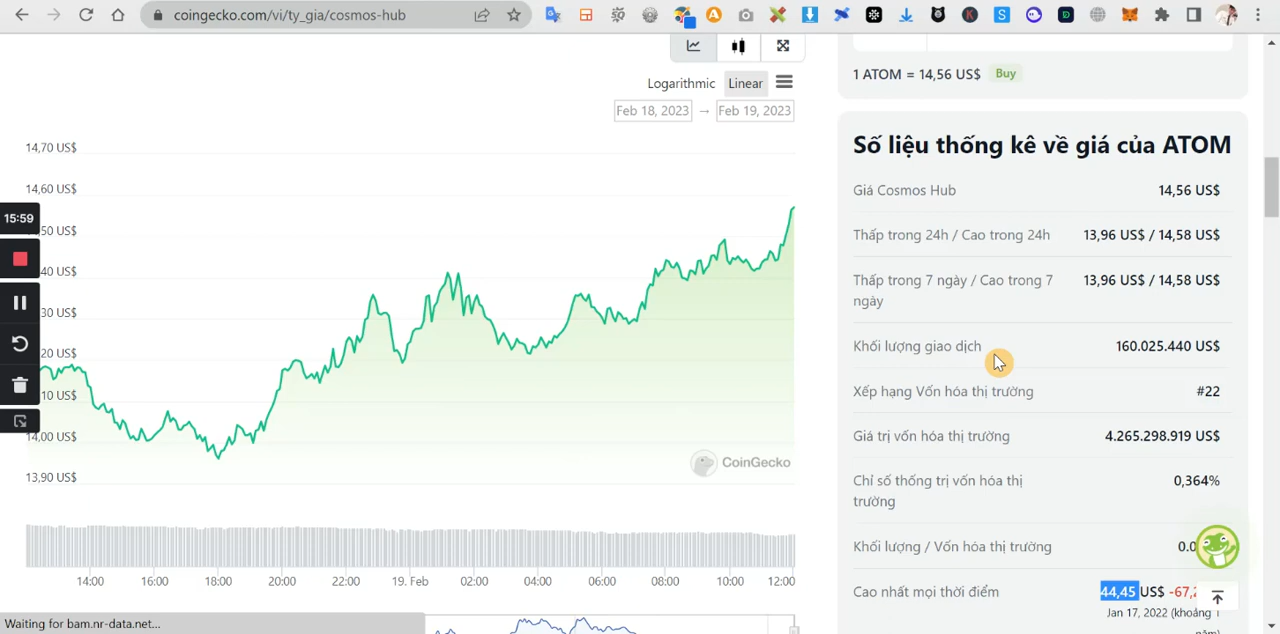 coingecko.com/vi/ty_gia/cosmos-hub
1 ATOM = 14,56 US$ Buy
Logarithmic Linear
Feb 18, 2023 → Feb 19, 2023
14,70 US$
14,60 US$
50 US$
40 US$
30 US$
20 US$
10 US$
14,00 US$
13,90 US$
15:59
CoinGecko
14:00 16:00 18:00 20:00 22:00 19. Feb 02:00 04:00 06:00 08:00 10:00 12:00
Số liệu thống kê về giá của ATOM
Giá Cosmos Hub 14,56 US$
Thấp trong 24h / Cao trong 24h 13,96 US$ / 14,58 US$
Thấp trong 7 ngày / Cao trong 7 13,96 US$ / 14,58 US$
ngày
Khối lượng giao dịch 160.025.440 US$
Xếp hạng Vốn hóa thị trường #22
Giá trị vốn hóa thị trường 4.265.298.919 US$
Chỉ số thống trị vốn hóa thị 0,364%
trường
Khối lượng / Vốn hóa thị trường 0.0
Cao nhất mọi thời điểm 44,45 US$ -67,2
Jan 17, 2022 (khoảng 1
năm)
Waiting for bam.nr-data.net...